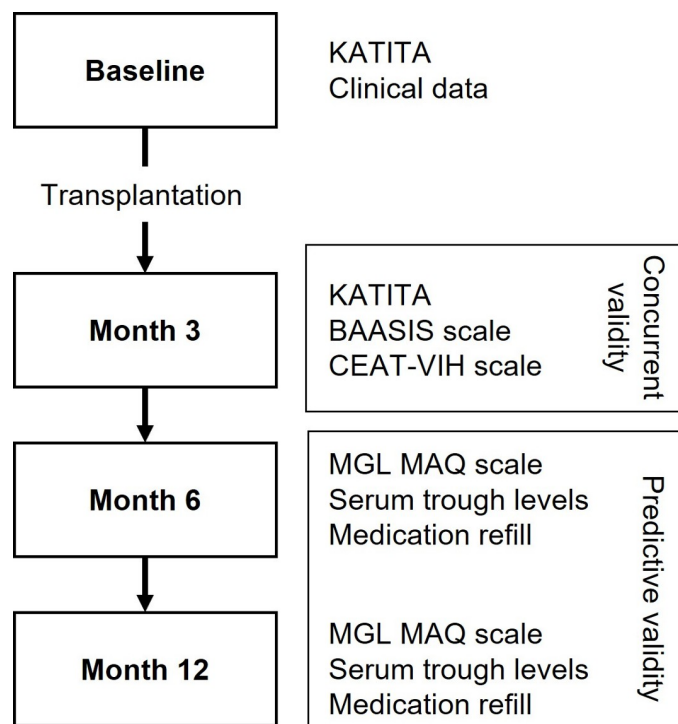 Baseline
KATITA
Clinical data
Transplantation
Month 3
KATITA
BAASIS scale
CEAT-VIH scale
Concurrent
validity
Month 6
MGL MAQ scale
Serum trough levels
Medication refill
Predictive validity
Month 12
MGL MAQ scale
Serum trough levels
Medication refill